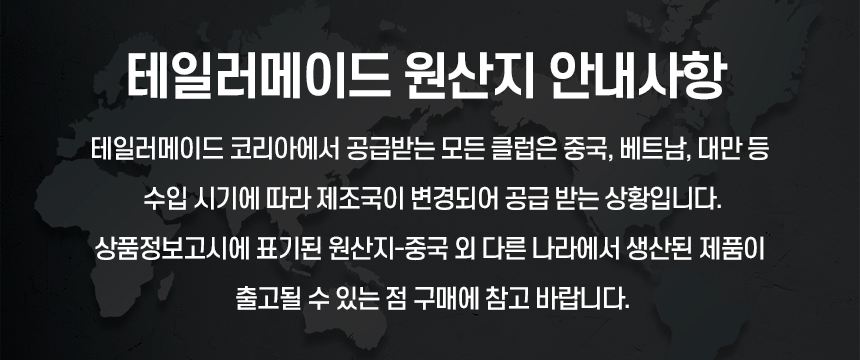 테일러메이드 원산지 안내사항
테일러메이드 코리아에서 공급받는 모든 클럽은 중국, 베트남, 대만 등
수입 시기에 따라 제조국이 변경되어 공급 받는 상황입니다.
상품정보고시에 표기된 원산지-중국 외 다른 나라에서 생산된 제품이
출고될 수 있는 점 구매에 참고 바랍니다.